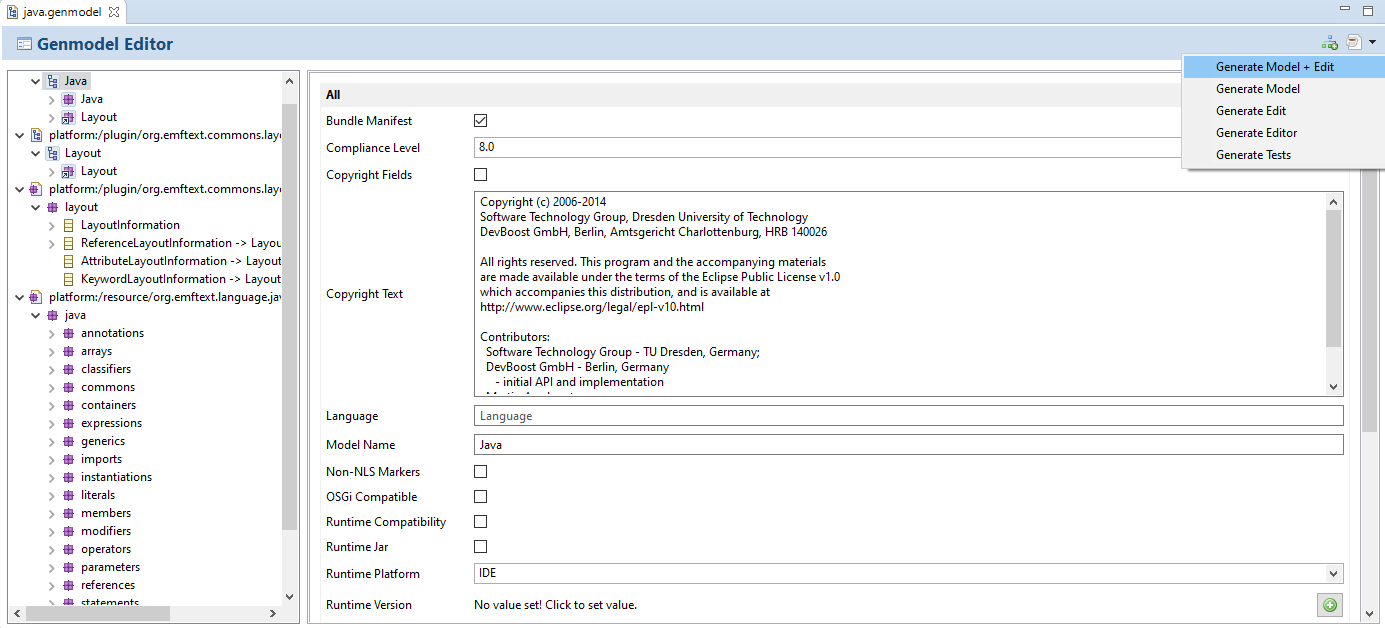 java.genmodel
Genmodel Editor
Generate Model + Edit
Generate Model
Generate Edit
Generate Editor
Generate Tests
Java
Java
Layout
platform:/plugin/org.emftext.commons.layo
Layout
Layout
platform:/plugin/org.emftext.commons.layo
layout
LayoutInformation
ReferenceLayoutInformation -> Layou
AttributeLayoutInformation -> Layout
KeywordLayoutInformation -> Layout
platform:/resource/org.emftext.language.jav
java
annotations
arrays
classifiers
commons
containers
expressions
generics
imports
instantiations
literals
members
modifiers
operators
parameters
references
statements
All
Bundle Manifest
Compliance Level
8.0
Copyright Fields
Copyright Text
Copyright (c) 2006-2014
Software Technology Group, Dresden University of Technology
DevBoost GmbH, Berlin, Amtsgericht Charlottenburg, HRB 140026
All rights reserved. This program and the accompanying materials
are made available under the terms of the Eclipse Public License v1.0
which accompanies this distribution, and is available at
http://www.eclipse.org/legal/epl-v10.html
Contributors:
Software Technology Group - TU Dresden, Germany;
DevBoost GmbH - Berlin, Germany
- initial API and implementation
Language
Language
Model Name
Java
Non-NLS Markers
OSGi Compatible
Runtime Compatibility
Runtime Jar
Runtime Platform
IDE
Runtime Version
No value set! Click to set value.